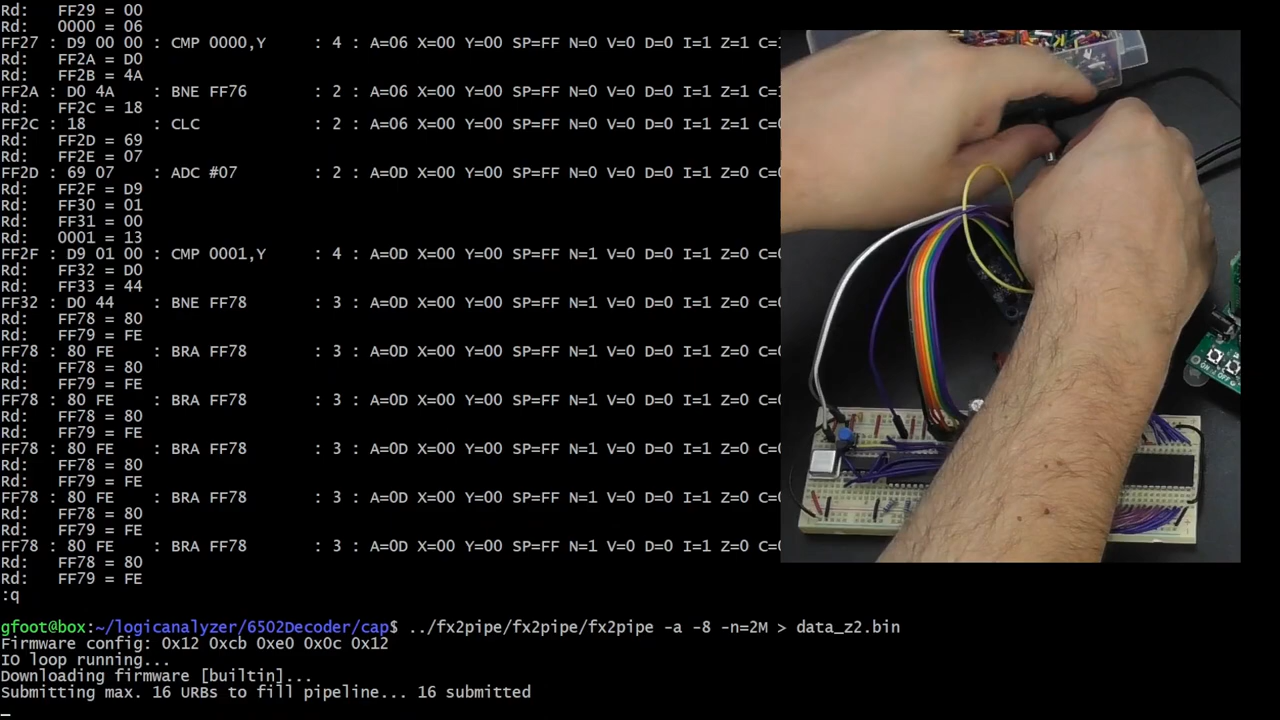 Rd:   FF29 = 00
Rd:   0000 = 06
FF27 : D9 00 00 : CMP 0000,Y     : 4 : A=06 X=00 Y=00 SP=FF N=0 V=0 D=0 I=1 Z=1 C=
Rd:   FF2A = D0
Rd:   FF2B = 4A
FF2A : D0 4A    : BNE FF76       : 2 : A=06 X=00 Y=00 SP=FF N=0 V=0 D=0 I=1 Z=1 C=
Rd:   FF2C = 18
FF2C : 18       : CLC            : 2 : A=06 X=00 Y=00 SP=FF N=0 V=0 D=0 I=1 Z=1 C=
Rd:   FF2D = 69
Rd:   FF2E = 07
FF2D : 69 07    : ADC #07        : 2 : A=0D X=00 Y=00 SP=FF N=0 V=0 D=0 I=1 Z=0 C=
Rd:   FF2F = D9
Rd:   FF30 = 01
Rd:   FF31 = 00
Rd:   0001 = 13
FF2F : D9 01 00 : CMP 0001,Y     : 4 : A=0D X=00 Y=00 SP=FF N=1 V=0 D=0 I=1 Z=0 C=
Rd:   FF32 = D0
Rd:   FF33 = 44
FF32 : D0 44    : BNE FF78       : 3 : A=0D X=00 Y=00 SP=FF N=1 V=0 D=0 I=1 Z=0 C=
Rd:   FF78 = 80
Rd:   FF79 = FE
FF78 : 80 FE    : BRA FF78       : 3 : A=0D X=00 Y=00 SP=FF N=1 V=0 D=0 I=1 Z=0 C=
Rd:   FF78 = 80
Rd:   FF79 = FE
FF78 : 80 FE    : BRA FF78       : 3 : A=0D X=00 Y=00 SP=FF N=1 V=0 D=0 I=1 Z=0 C=
Rd:   FF78 = 80
Rd:   FF79 = FE
FF78 : 80 FE    : BRA FF78       : 3 : A=0D X=00 Y=00 SP=FF N=1 V=0 D=0 I=1 Z=0 C=
Rd:   FF78 = 80
Rd:   FF79 = FE
FF78 : 80 FE    : BRA FF78       : 3 : A=0D X=00 Y=00 SP=FF N=1 V=0 D=0 I=1 Z=0 C=
Rd:   FF78 = 80
Rd:   FF79 = FE
FF78 : 80 FE    : BRA FF78       : 3 : A=0D X=00 Y=00 SP=FF N=1 V=0 D=0 I=1 Z=0 C=
Rd:   FF78 = 80
Rd:   FF79 = FE
:q
gfoot@box:~/logicanalyzer/6502Decoder/cap$ ../fx2pipe/fx2pipe/fx2pipe -a -8 -n=2M > data_z2.bin
Firmware config: 0x12 0xcb 0xe0 0x0c 0x12
IO loop running...
Downloading firmware [builtin]...
Submitting max. 16 URBs to fill pipeline... 16 submitted